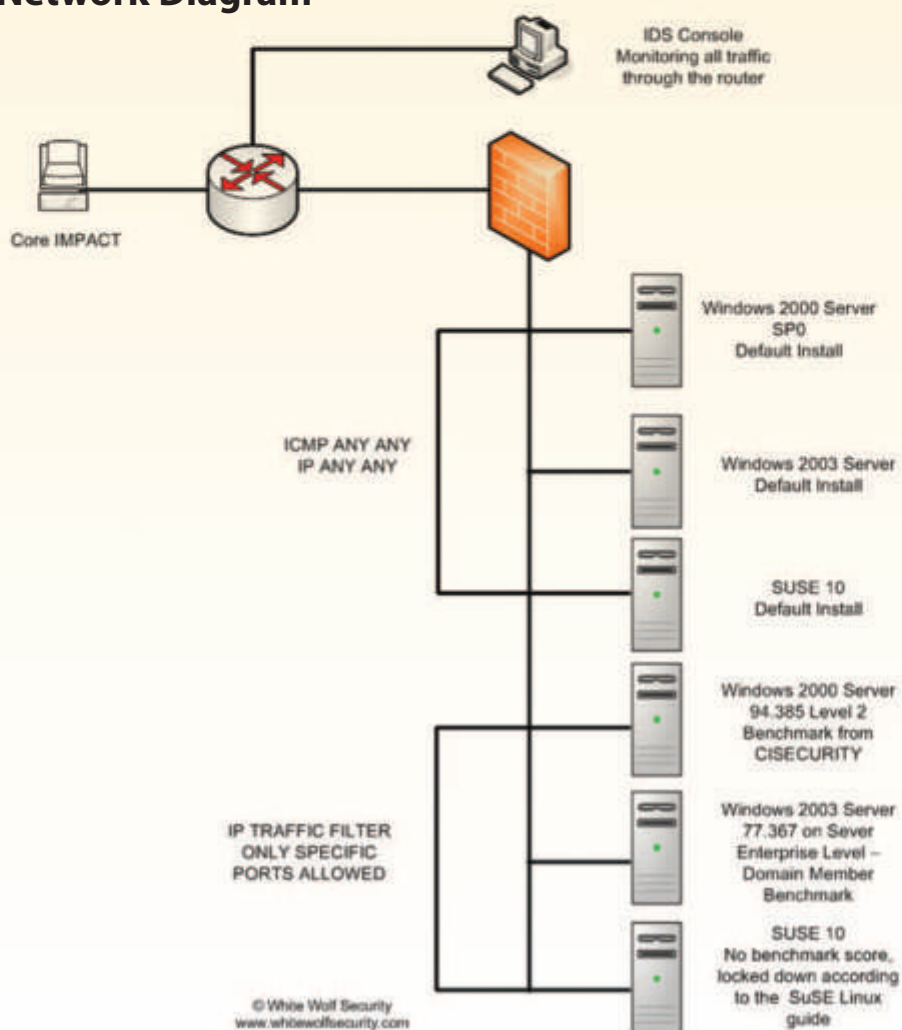 Network Diagram
IDS Console
Monitoring all traffic
through the router
Core IMPACT
Windows 2000 Server
SP0
Default Install
ICMP ANY ANY
IP ANY ANY
Windows 2003 Server
Default Install
SUSE 10
Default Install
Windows 2000 Server
94.385 Level 2
Benchmark from
CISECURITY
IP TRAFFIC FILTER
ONLY SPECIFIC
PORTS ALLOWED
Windows 2003 Server
77.367 on Sever
Enterprise Level –
Domain Member
Benchmark
SUSE 10
No benchmark score,
locked down according
to the SuSE Linux
guide
© White Wolf Security
www.whitewolfsecurity.com